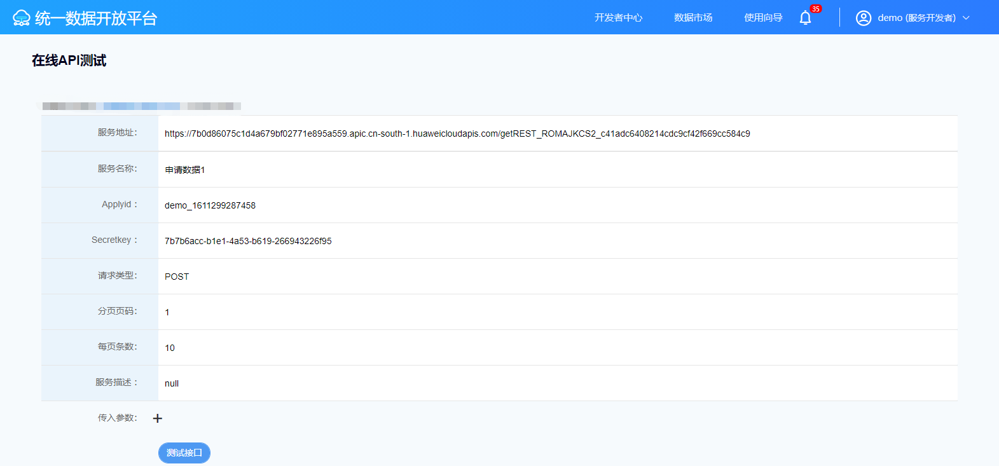 统一数据开放平台
开发者中心 数据市场 使用向导 35 demo (服务开发者)
在线API测试
服务地址: https://7b0d86075c1d4a679bf02771e895a559.apic.cn-south-1.huaweicloudapis.com/getREST_ROMAJKCS2_c41adc6408214cdc9cf42f669cc584c9
服务名称: 申请数据1
Applyid : demo_1611299287458
Secretkey : 7b7b6acc-b1e1-4a53-b619-266943226f95
请求类型: POST
分页页码: 1
每页条数: 10
服务描述 : null
传入参数: +
测试接口